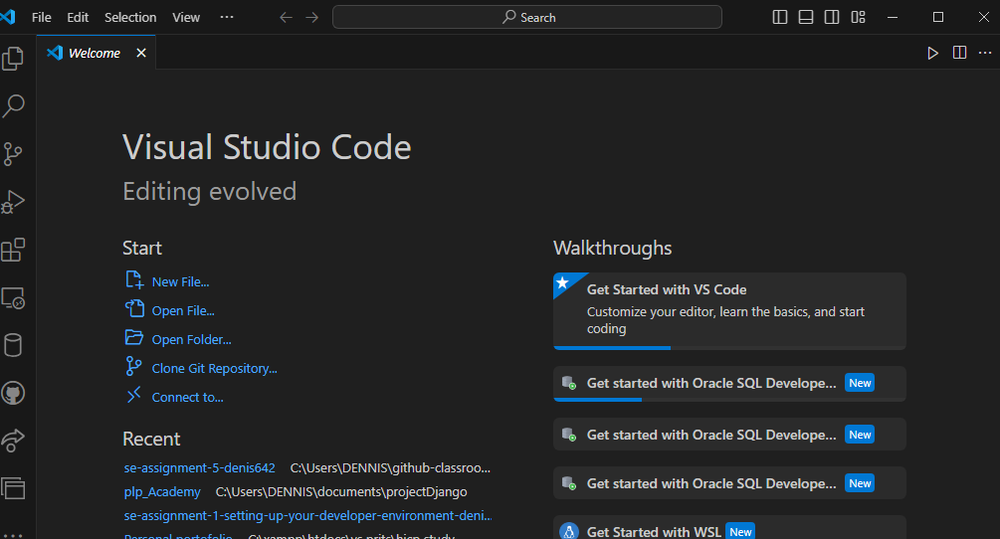 File Edit Selection View ··· Search
Welcome
Visual Studio Code
Editing evolved
Start
New File...
Open File...
Open Folder...
Clone Git Repository...
Connect to...
Recent
se-assignment-5-denis642 C:\Users\DENNIS\github-classroo...
plp_Academy C:\Users\DENNIS\documents\projectDjango
se-assignment-1-setting-up-your-developer-environment-deni...
Personal portofolio
Walkthroughs
Get Started with VS Code
Customize your editor, learn the basics, and start
coding
Get started with Oracle SQL Develope... New
Get started with Oracle SQL Develope... New
Get started with Oracle SQL Develope... New
Get Started with WSL New